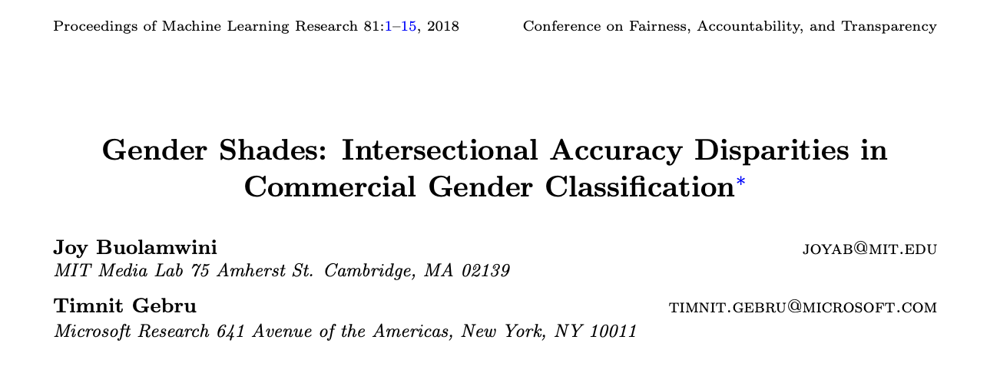 Proceedings of Machine Learning Research 81:1–15, 2018 Conference on Fairness, Accountability, and Transparency
Gender Shades: Intersectional Accuracy Disparities in
Commercial Gender Classification*
Joy Buolamwini JOYAB@MIT.EDU
MIT Media Lab 75 Amherst St. Cambridge, MA 02139
Timnit Gebru TIMNIT.GEBRU@MICROSOFT.COM
Microsoft Research 641 Avenue of the Americas, New York, NY 10011